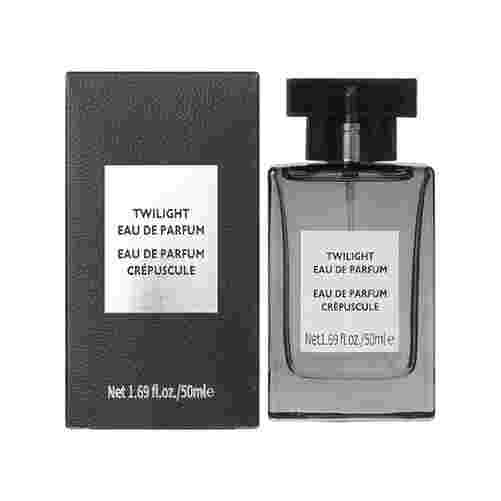 TWILIGHT
EAU DE PARFUM
EAU DE PARFUM
CRÉPUSCULE
Net 1.69 fl.oz./50ml℮
TWILIGHT
EAU DE PARFUM
EAU DE PARFUM
CRÉPUSCULE
Net1.69 fl.oz./50ml℮